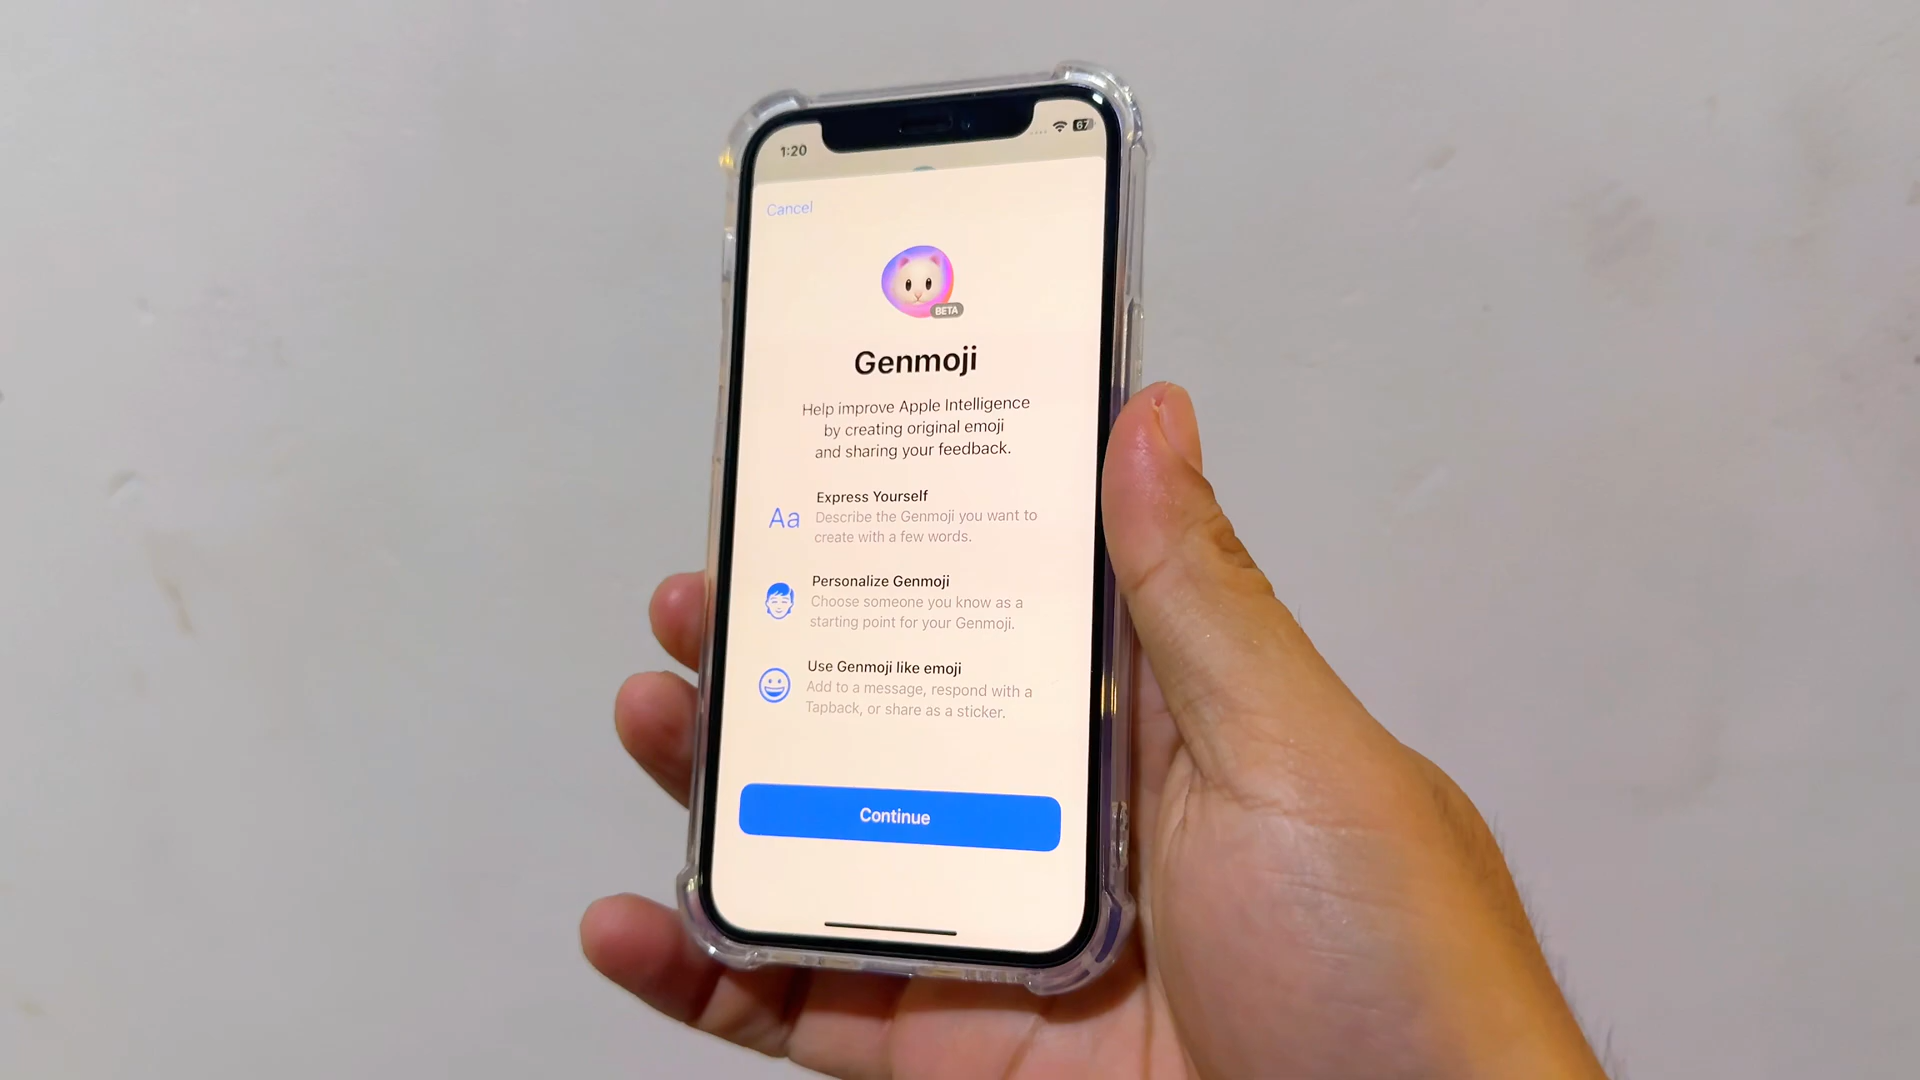 1:20
67
Cancel
BETA
Genmoji
Help improve Apple Intelligence
by creating original emoji
and sharing your feedback.
Aa
Express Yourself
Describe the Genmoji you want to
create with a few words.
Personalize Genmoji
Choose someone you know as a
starting point for your Genmoji.
Use Genmoji like emoji
Add to a message, respond with a
Tapback, or share as a sticker.
Continue